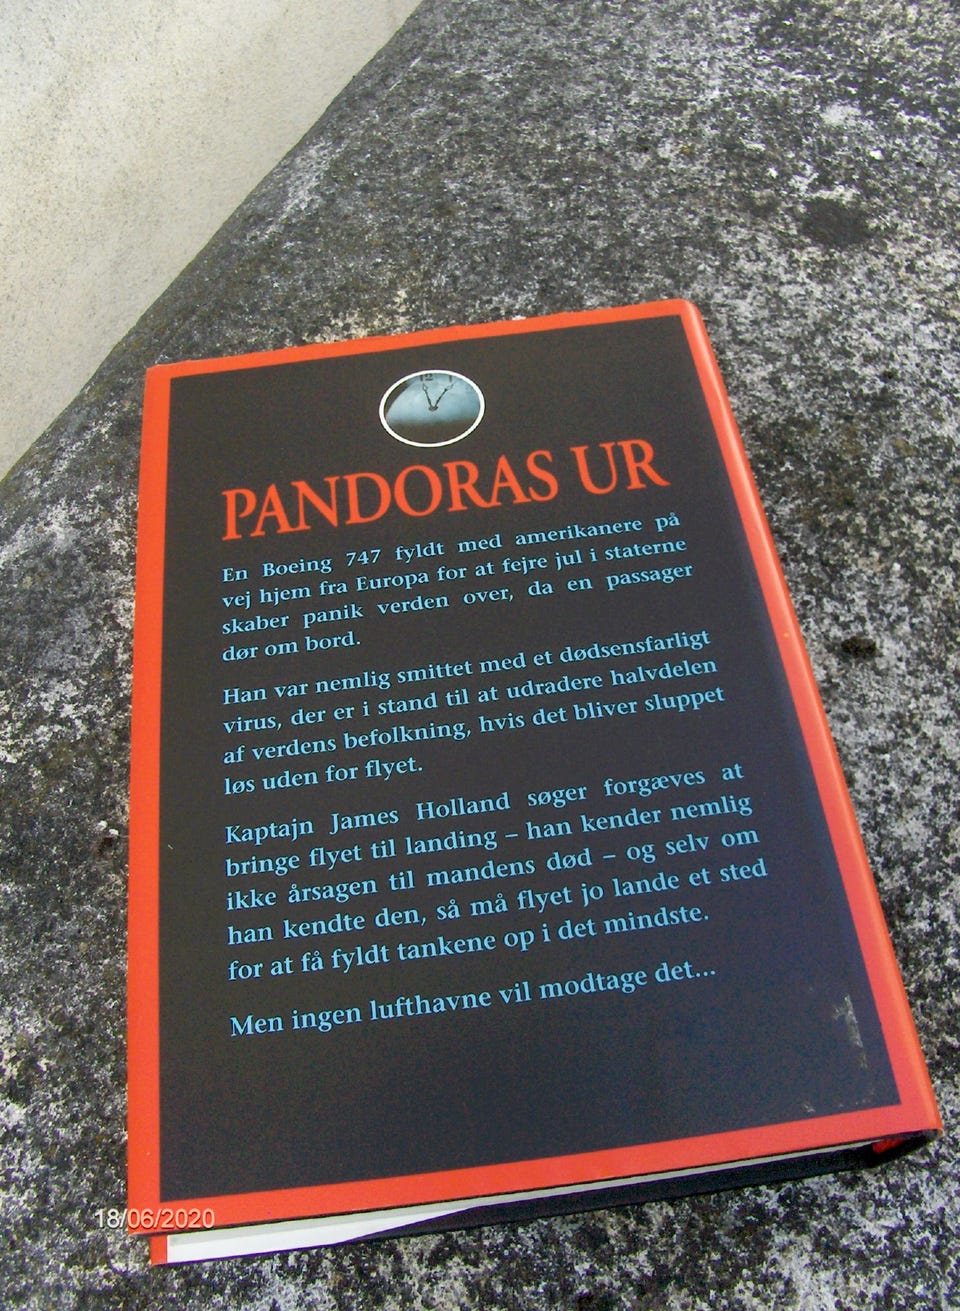 PANDORAS UR
En Boeing 747 fyldt med amerikanere på
vej hjem fra Europa for at fejre jul i staterne
skaber panik verden over, da en passager
dør om bord.
Han var nemlig smittet med et dødsensfarligt
virus, der er i stand til at udradere halvdelen
af verdens befolkning, hvis det bliver sluppet
løs uden for flyet.
Kaptajn James Holland søger forgæves at
bringe flyet til landing – han kender nemlig
ikke årsagen til mandens død – og selv om
han kendte den, så må flyet jo lande et sted
for at få fyldt tankene op i det mindste.
Men ingen lufthavne vil modtage det...
18/06/2020